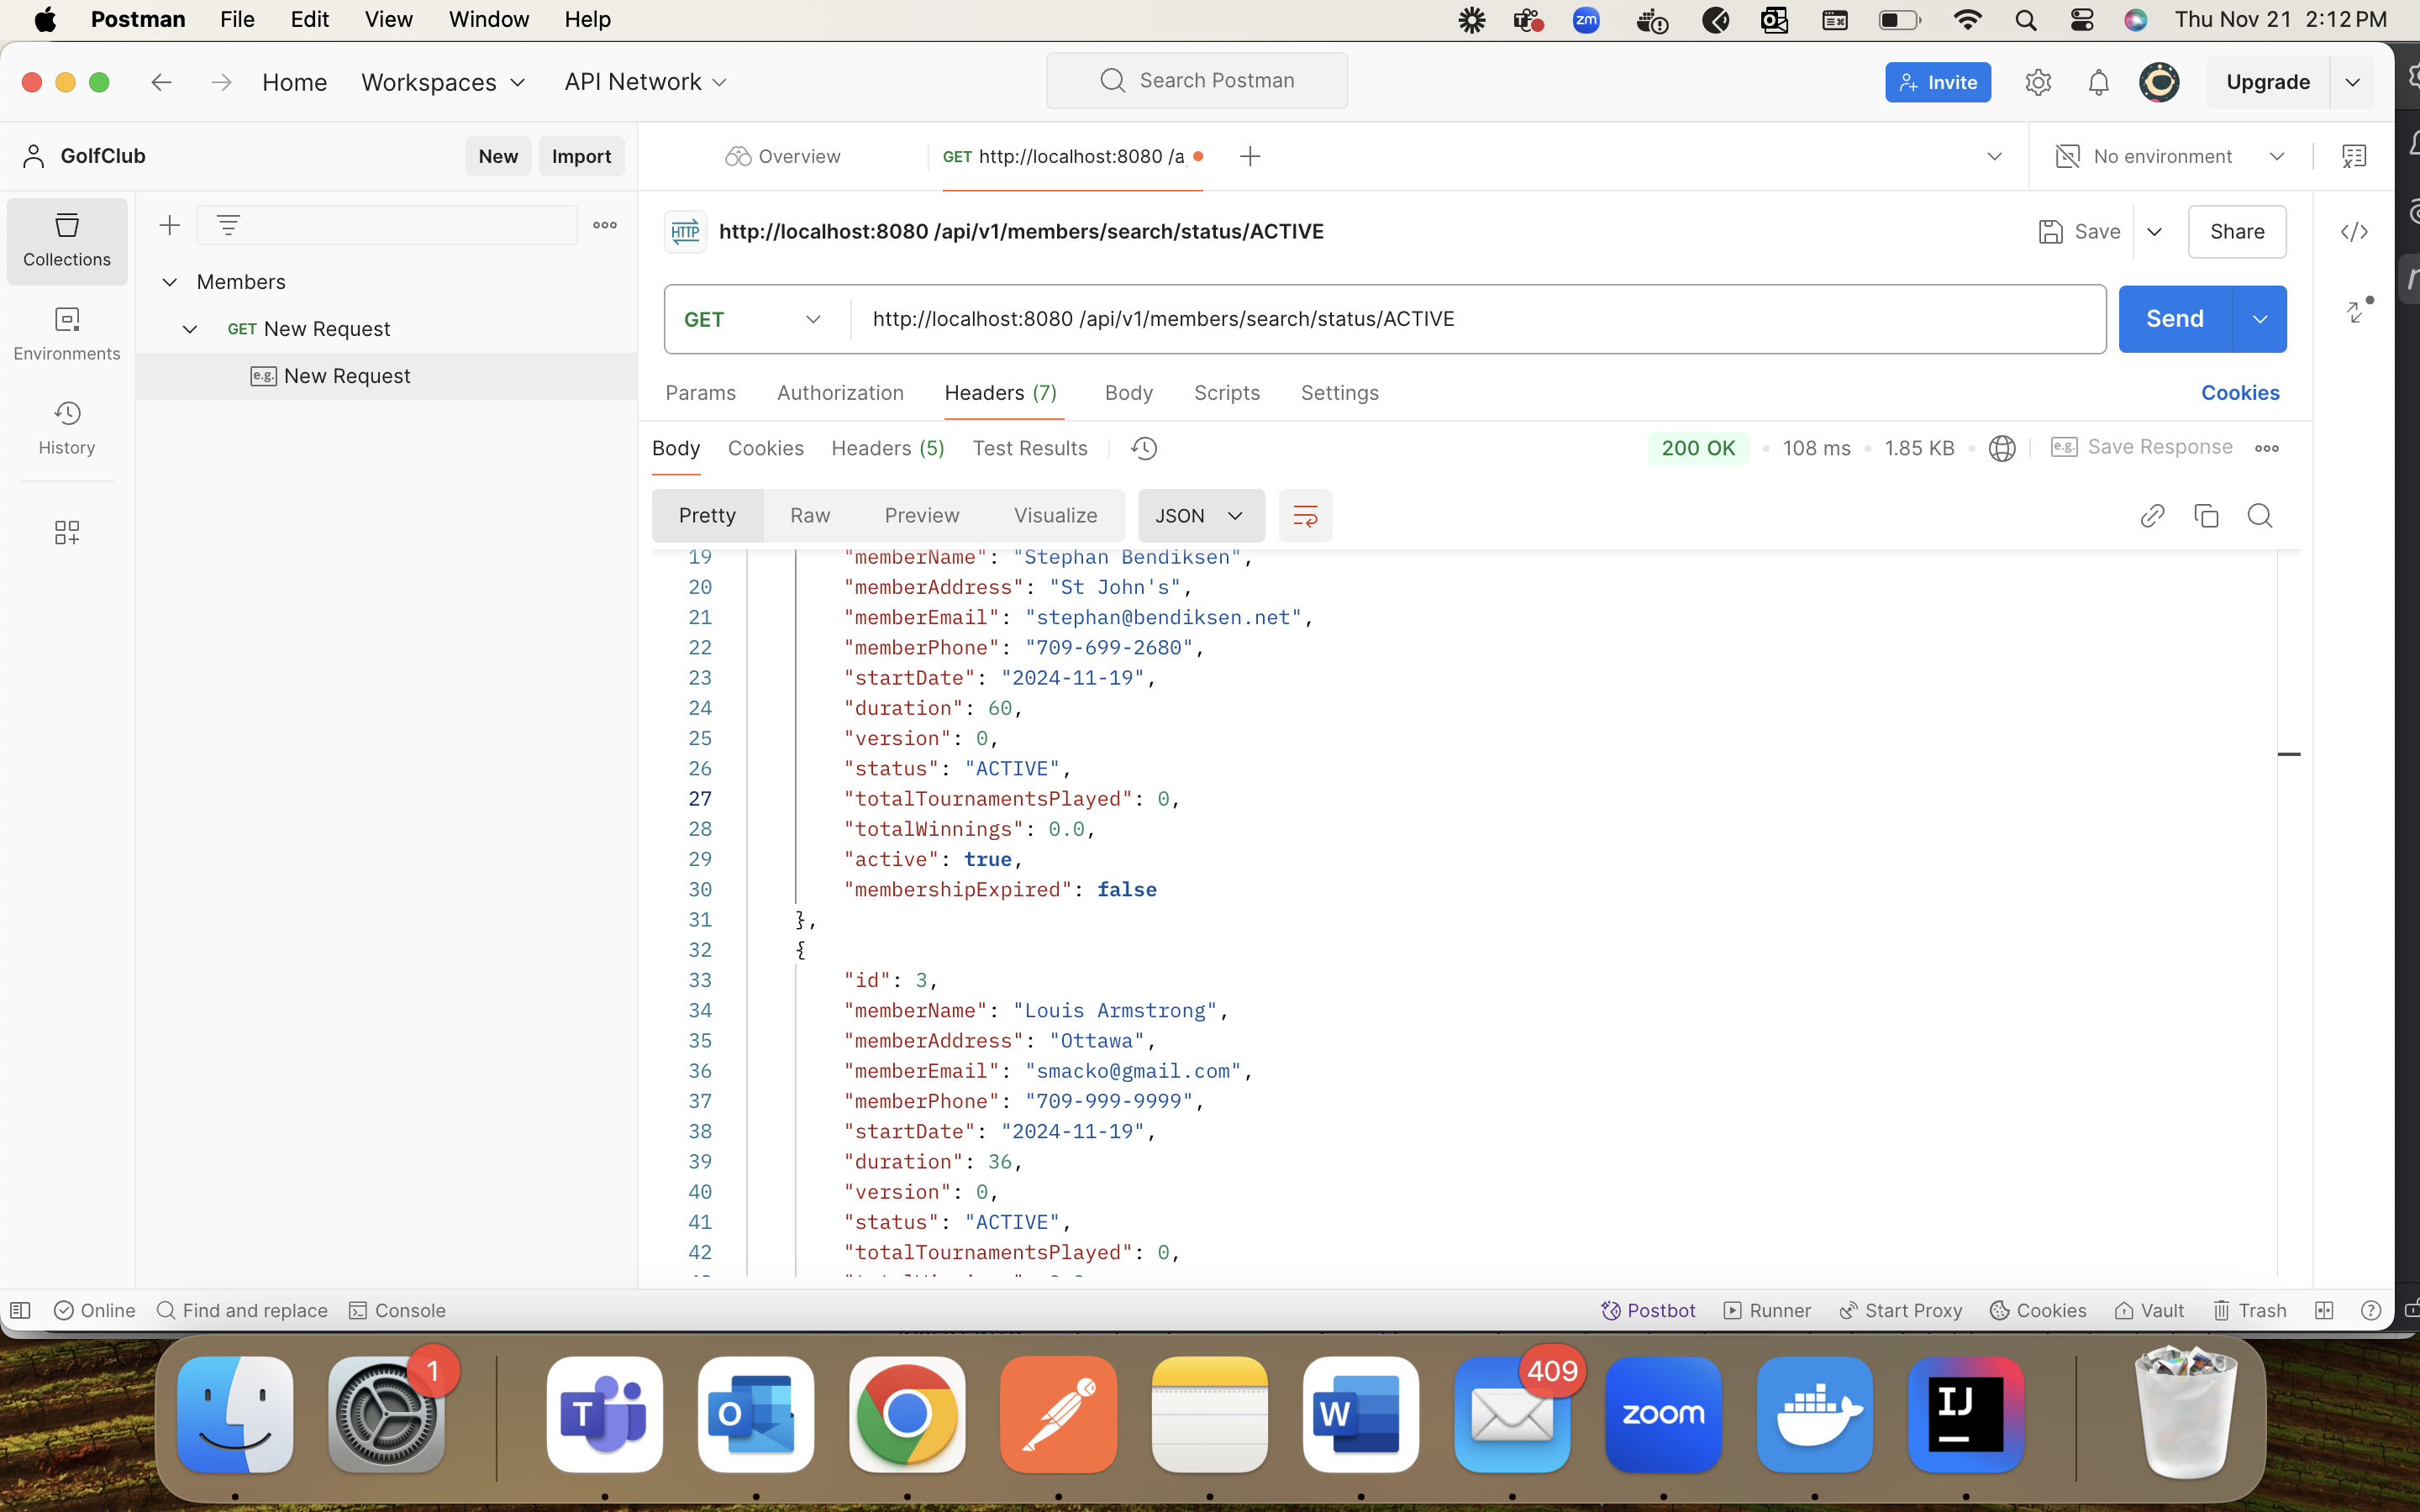 Postman File Edit View Window Help zm Thu Nov 21 2:12 PM
Home Workspaces API Network Search Postman Invite Upgrade
GolfClub New Import Overview GET http://localhost:8080 /a No environment
Collections
Environments
History
Members
GET New Request
e.g. New Request
HTTP http://localhost:8080 /api/v1/members/search/status/ACTIVE Save Share
GET http://localhost:8080 /api/v1/members/search/status/ACTIVE Send
Params Authorization Headers (7) Body Scripts Settings Cookies
Body Cookies Headers (5) Test Results 200 OK 108 ms 1.85 KB e.g. Save Response
Pretty Raw Preview Visualize JSON
19 "memberName": "Stephan Bendiksen",
20 "memberAddress": "St John's",
21 "memberEmail": "stephan@bendiksen.net",
22 "memberPhone": "709-699-2680",
23 "startDate": "2024-11-19",
24 "duration": 60,
25 "version": 0,
26 "status": "ACTIVE",
27 "totalTournamentsPlayed": 0,
28 "totalWinnings": 0.0,
29 "active": true,
30 "membershipExpired": false
31 },
32 {
33 "id": 3,
34 "memberName": "Louis Armstrong",
35 "memberAddress": "Ottawa",
36 "memberEmail": "smacko@gmail.com",
37 "memberPhone": "709-999-9999",
38 "startDate": "2024-11-19",
39 "duration": 36,
40 "version": 0,
41 "status": "ACTIVE",
42 "totalTournamentsPlayed": 0,
Online Find and replace Console Postbot Runner Start Proxy Cookies Vault Trash
1 T O W 409 zoom IJ